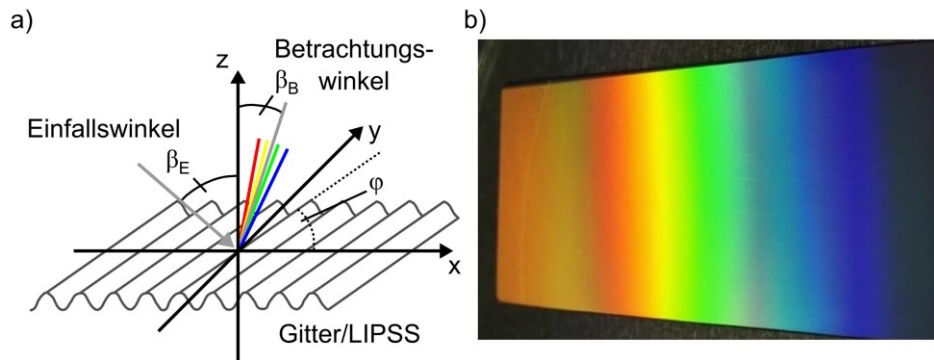 a)
b)
Betrachtungs-
winkel
z
β_B
Einfallswinkel
y
β_E
φ
x
Gitter/LIPSS